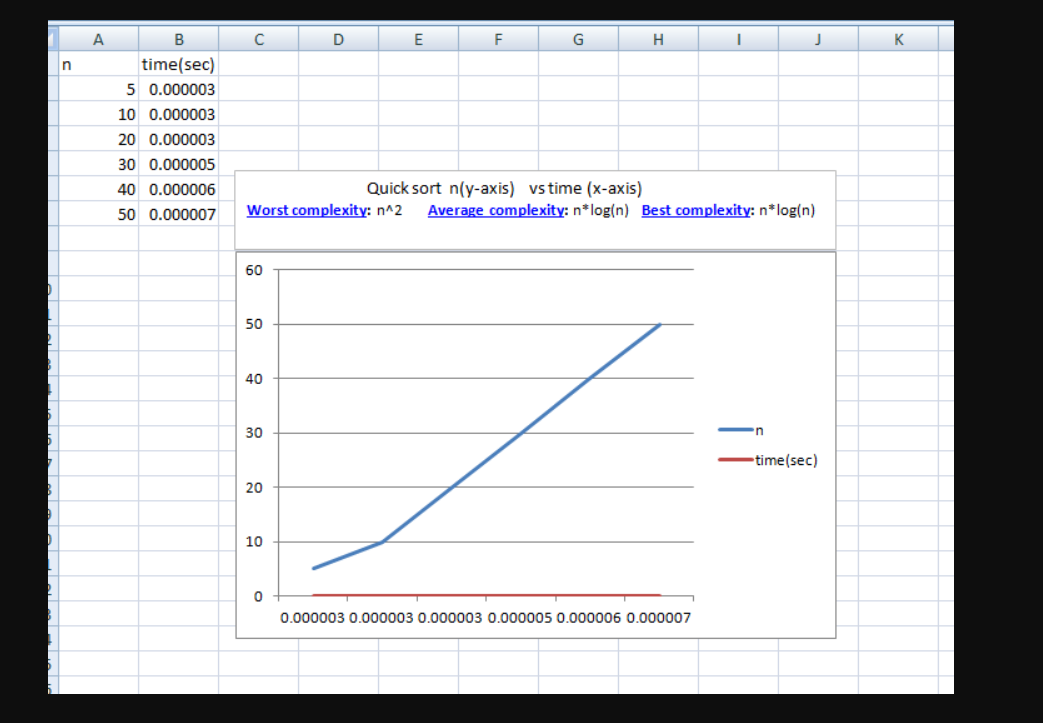 A B C D E F G H I J K
n time(sec)
5 0.000003
10 0.000003
20 0.000003
30 0.000005
40 0.000006
50 0.000007
Quick sort n(y-axis) vs time (x-axis)
Worst complexity: n^2 Average complexity: n*log(n) Best complexity: n*log(n)
60
50
40
30
20
10
0
0.000003 0.000003 0.000003 0.000005 0.000006 0.000007
n
time(sec)